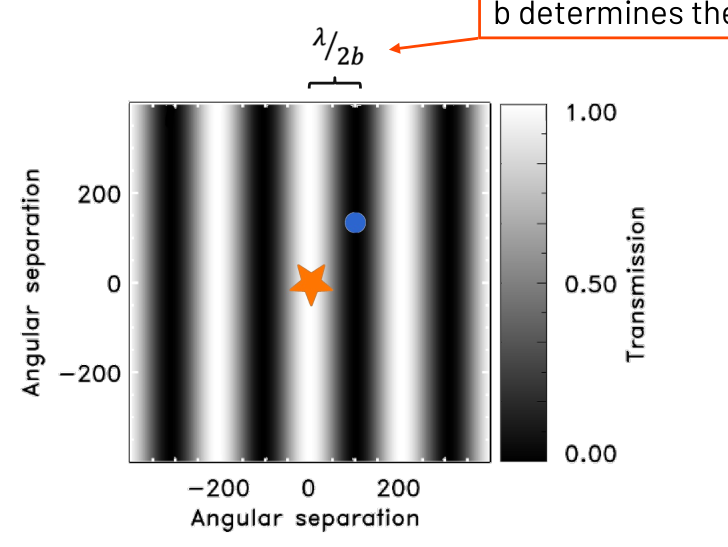 b determines the
λ/2b
1.00
200
0
−200
Angular separation
0.50
0.00
Transmission
−200 0 200
Angular separation